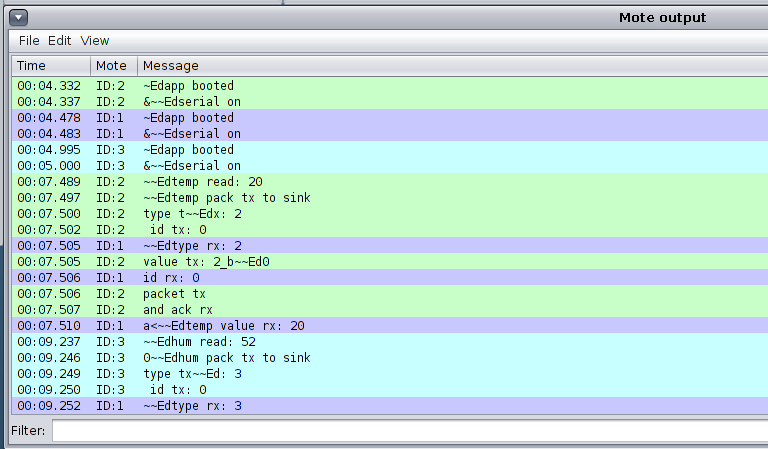 Mote output
File Edit View
Time Mote Message
00:04.332 ID:2 ~Edapp booted
00:04.337 ID:2 &~~Edserial on
00:04.478 ID:1 ~Edapp booted
00:04.483 ID:1 &~~Edserial on
00:04.995 ID:3 ~Edapp booted
00:05.000 ID:3 &~~Edserial on
00:07.489 ID:2 ~~Edtemp read: 20
00:07.497 ID:2 ~~Edtemp pack tx to sink
00:07.500 ID:2 type t~~Edx: 2
00:07.502 ID:2 id tx: 0
00:07.505 ID:1 ~~Edtype rx: 2
00:07.505 ID:2 value tx: 2_b~~Ed0
00:07.506 ID:1 id rx: 0
00:07.506 ID:2 packet tx
00:07.507 ID:2 and ack rx
00:07.510 ID:1 a<~~Edtemp value rx: 20
00:09.237 ID:3 ~~Edhum read: 52
00:09.246 ID:3 0~~Edhum pack tx to sink
00:09.249 ID:3 type tx~~Ed: 3
00:09.250 ID:3 id tx: 0
00:09.252 ID:1 ~~Edtype rx: 3
Filter: